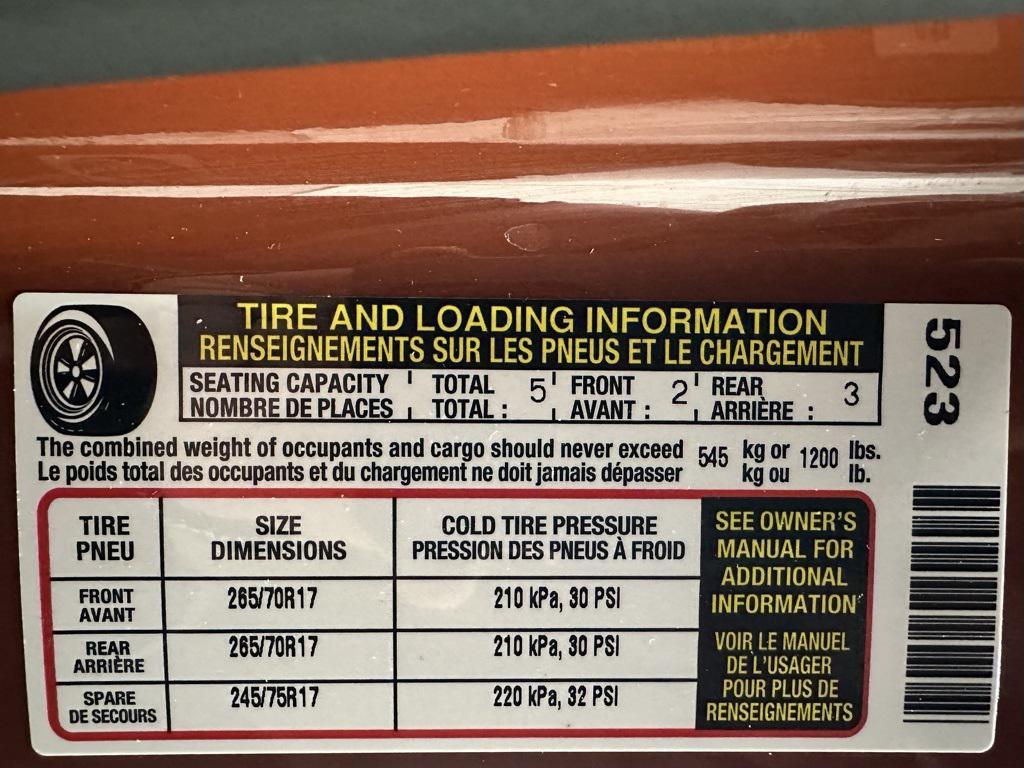 TIRE AND LOADING INFORMATION
RENSEIGNEMENTS SUR LES PNEUS ET LE CHARGEMENT
SEATING CAPACITY TOTAL 5 FRONT 2 REAR 3
NOMBRE DE PLACES TOTAL : AVANT : ARRIÈRE :
The combined weight of occupants and cargo should never exceed 545 kg or 1200 lbs.
Le poids total des occupants et du chargement ne doit jamais dépasser kg ou lb.
TIRE SIZE COLD TIRE PRESSURE
PNEU DIMENSIONS PRESSION DES PNEUS À FROID
FRONT 265/70R17 210 kPa, 30 PSI
AVANT
REAR 265/70R17 210 kPa, 30 PSI
ARRIÈRE
SPARE 245/75R17 220 kPa, 32 PSI
DE SECOURS
SEE OWNER'S
MANUAL FOR
ADDITIONAL
INFORMATION
VOIR LE MANUEL
DE L'USAGER
POUR PLUS DE
RENSEIGNEMENTS
523